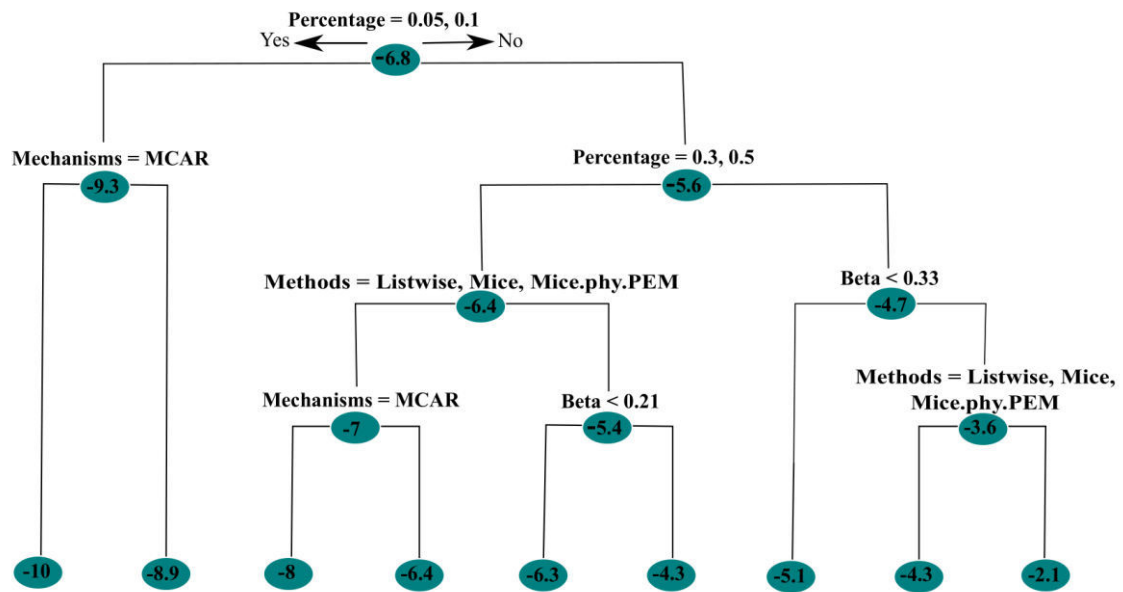 Percentage = 0.05, 0.1
Yes No
-6.8
Mechanisms = MCAR
-9.3
Percentage = 0.3, 0.5
-5.6
Methods = Listwise, Mice, Mice.phy.PEM
-6.4
Beta < 0.33
-4.7
Mechanisms = MCAR
-7
Beta < 0.21
-5.4
Methods = Listwise, Mice,
Mice.phy.PEM
-3.6
-10 -8.9 -8 -6.4 -6.3 -4.3 -5.1 -4.3 -2.1